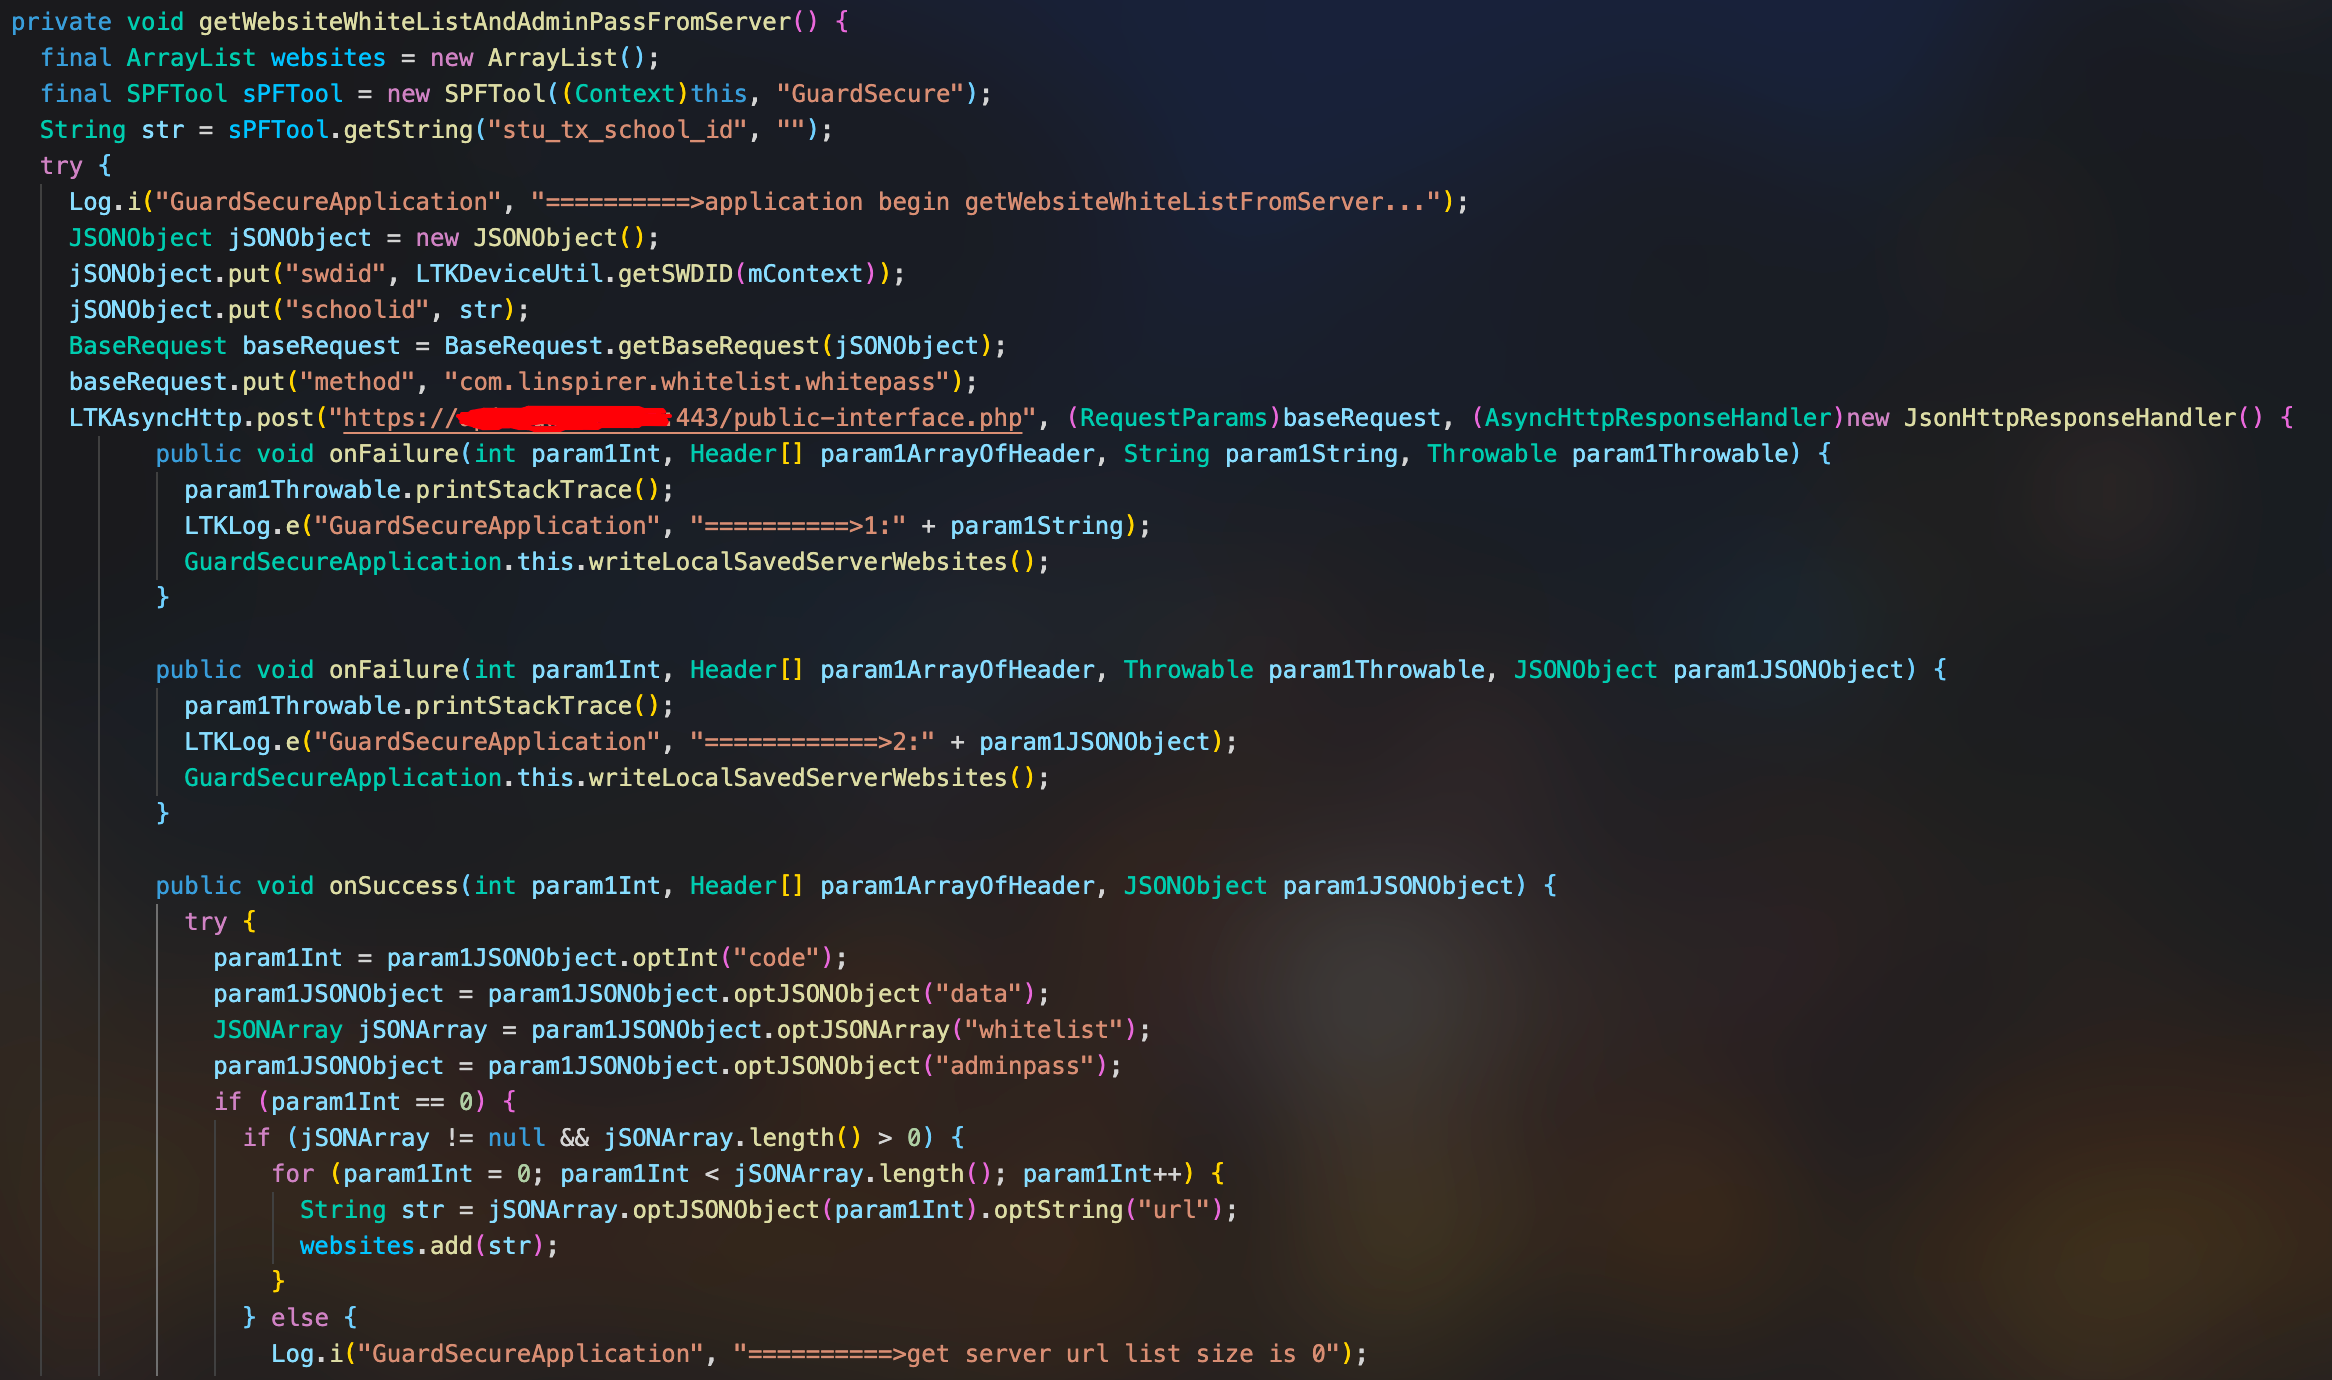 private void getWebsiteWhiteListAndAdminPassFromServer() {
final ArrayList websites = new ArrayList();
final SPFTool sPFTool = new SPFTool((Context)this, "GuardSecure");
String str = sPFTool.getString("stu_tx_school_id", "");
try {
Log.i("GuardSecureApplication", "==========>application begin getWebsiteWhiteListFromServer...");
JSONObject jSONObject = new JSONObject();
jSONObject.put("swdid", LTKDeviceUtil.getSWDID(mContext));
jSONObject.put("schoolid", str);
BaseRequest baseRequest = BaseRequest.getBaseRequest(jSONObject);
baseRequest.put("method", "com.linspirer.whitelist.whitepass");
LTKAsyncHttp.post("https:// :443/public-interface.php", (RequestParams)baseRequest, (AsyncHttpResponseHandler)new JsonHttpResponseHandler() {
public void onFailure(int param1Int, Header[] param1ArrayOfHeader, String param1String, Throwable param1Throwable) {
param1Throwable.printStackTrace();
LTKLog.e("GuardSecureApplication", "==========>1:" + param1String);
GuardSecureApplication.this.writeLocalSavedServerWebsites();
}
public void onFailure(int param1Int, Header[] param1ArrayOfHeader, Throwable param1Throwable, JSONObject param1JSONObject) {
param1Throwable.printStackTrace();
LTKLog.e("GuardSecureApplication", "============>2:" + param1JSONObject);
GuardSecureApplication.this.writeLocalSavedServerWebsites();
}
public void onSuccess(int param1Int, Header[] param1ArrayOfHeader, JSONObject param1JSONObject) {
try {
param1Int = param1JSONObject.optInt("code");
param1JSONObject = param1JSONObject.optJSONObject("data");
JSONArray jSONArray = param1JSONObject.optJSONArray("whitelist");
param1JSONObject = param1JSONObject.optJSONObject("adminpass");
if (param1Int == 0) {
if (jSONArray != null && jSONArray.length() > 0) {
for (param1Int = 0; param1Int < jSONArray.length(); param1Int++) {
String str = jSONArray.optJSONObject(param1Int).optString("url");
websites.add(str);
}
} else {
Log.i("GuardSecureApplication", "==========>get server url list size is 0");